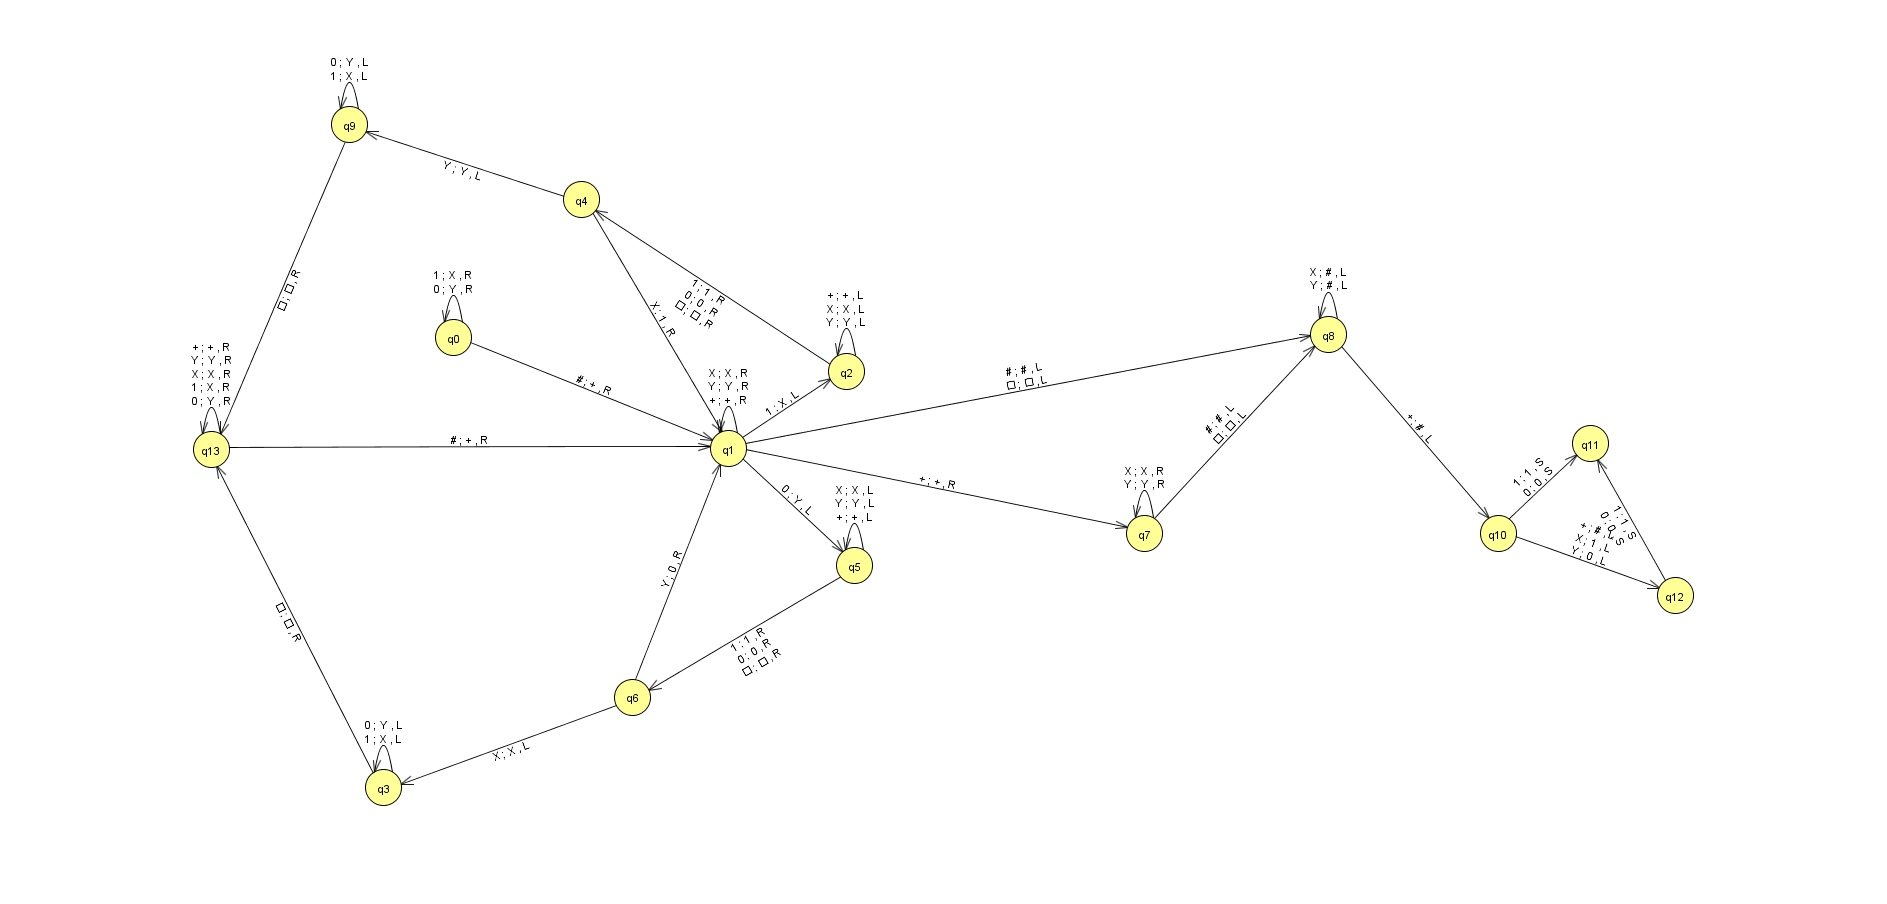 0 ; Y , L
1 ; X , L
q9
Y ; Y , L
q4
□ ; □ , R
1 ; X , R
0 ; Y , R
q0
1 ; 1 , R
0 ; 0 , R
□ ; □ , R
X ; 1 , R
+ ; + , L
X ; X , L
Y ; Y , L
q2
X ; # , L
Y ; # , L
q8
+ ; + , R
Y ; Y , R
X ; X , R
1 ; X , R
0 ; Y , R
q13
# ; + , R
# ; + , R
X ; X , R
Y ; Y , R
+ ; + , R
q1
1 ; X , L
# ; # , L
□ ; □ , L
# ; # , L
□ ; □ , L
+ ; # , L
q11
1 ; 1 , S
0 ; 0 , S
0 ; Y , L
+ ; + , R
X ; X , L
Y ; Y , L
+ ; + , L
q5
X ; X , R
Y ; Y , R
q7
q10
+ ; # , L
X ; 1 , L
Y ; 0 , L
1 ; 1 , S
0 ; 0 , S
q12
Y ; 0 , R
1 ; 1 , R
0 ; 0 , R
□ ; □ , R
□ ; □ , R
q6
X ; X , L
0 ; Y , L
1 ; X , L
q3